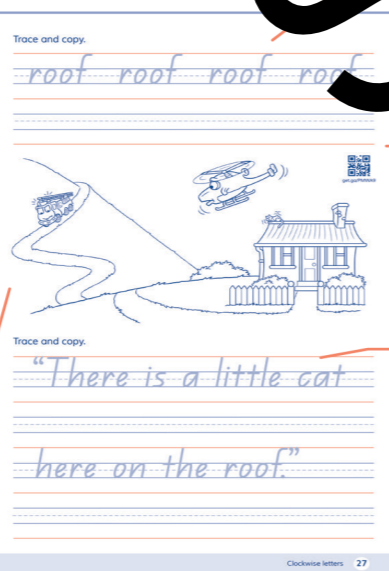 Trace and copy.
roof roof roof roof
Trace and copy.
“There is a little cat
here on the roof.”
Clockwise letters 27